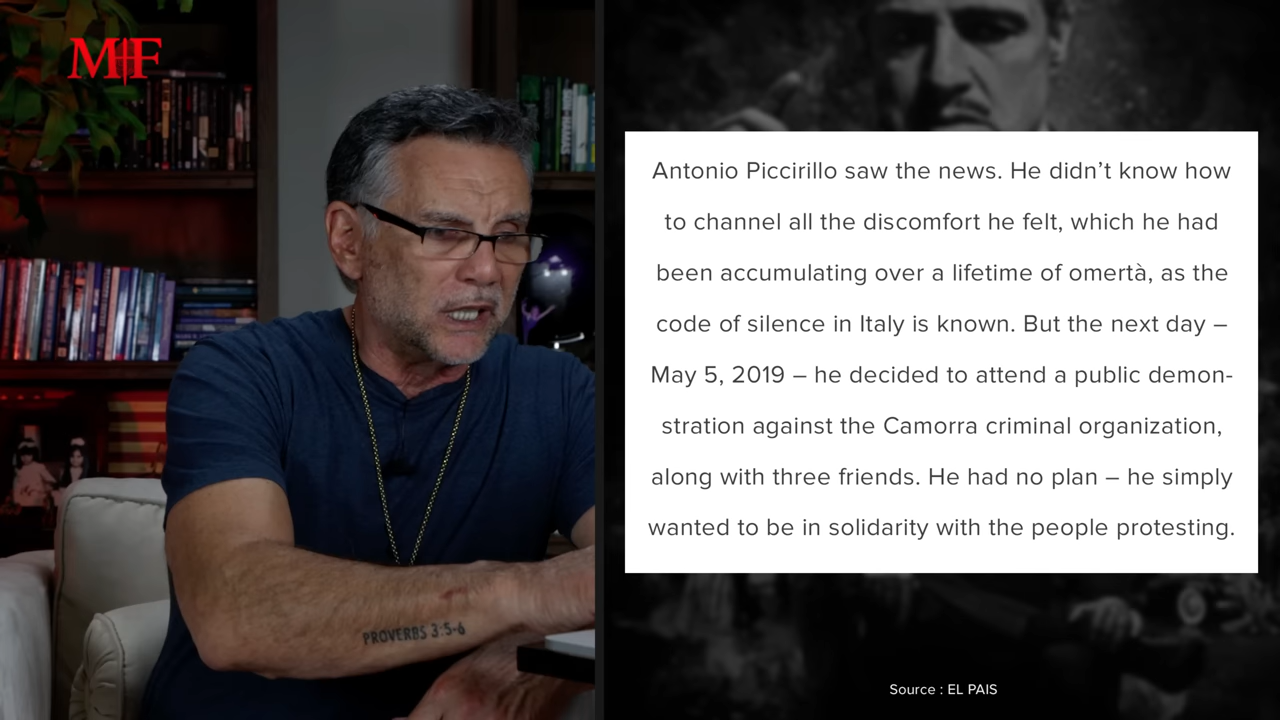 MF
PROVERBS 3:5-6
Antonio Piccirillo saw the news. He didn’t know how
to channel all the discomfort he felt, which he had
been accumulating over a lifetime of omertà, as the
code of silence in Italy is known. But the next day –
May 5, 2019 – he decided to attend a public demon-
stration against the Camorra criminal organization,
along with three friends. He had no plan – he simply
wanted to be in solidarity with the people protesting.
Source : EL PAIS